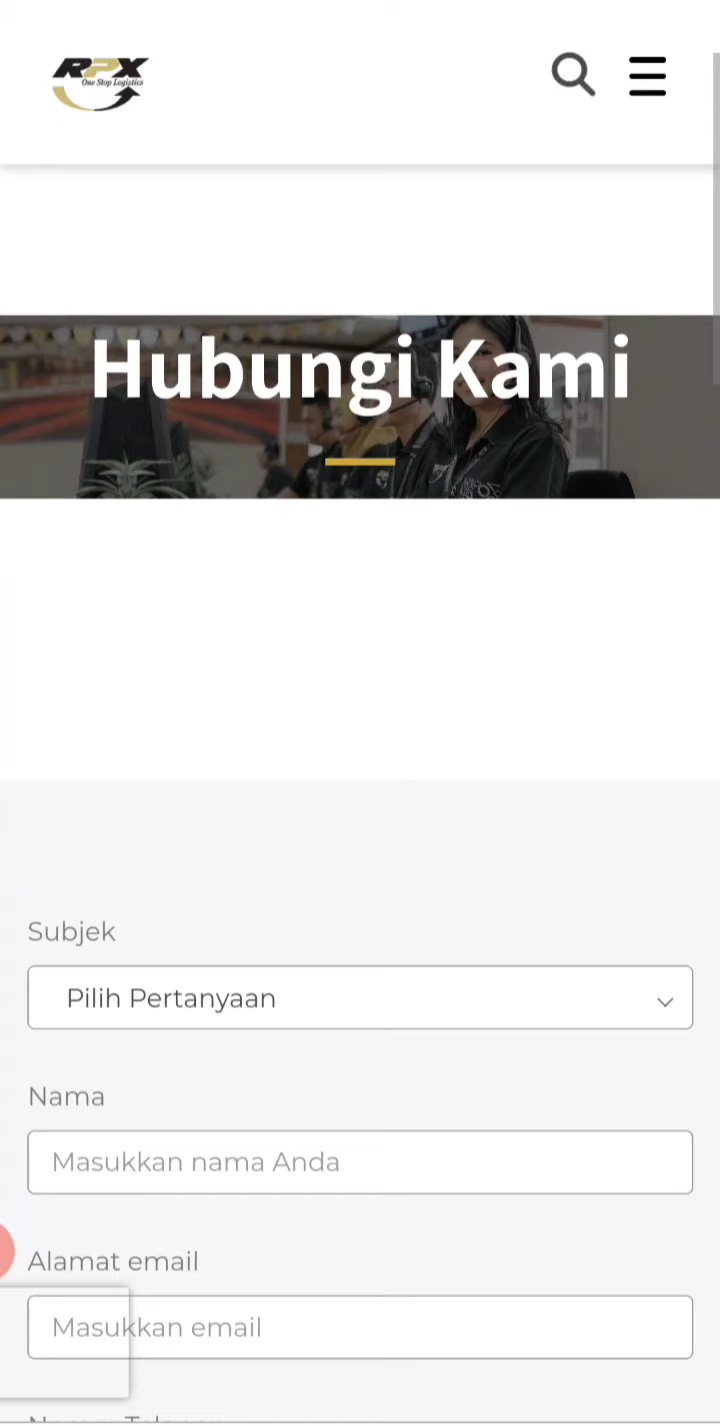 RPX
One Stop Logistics
Hubungi Kami
Subjek
Pilih Pertanyaan
Nama
Masukkan nama Anda
Alamat email
Masukkan email